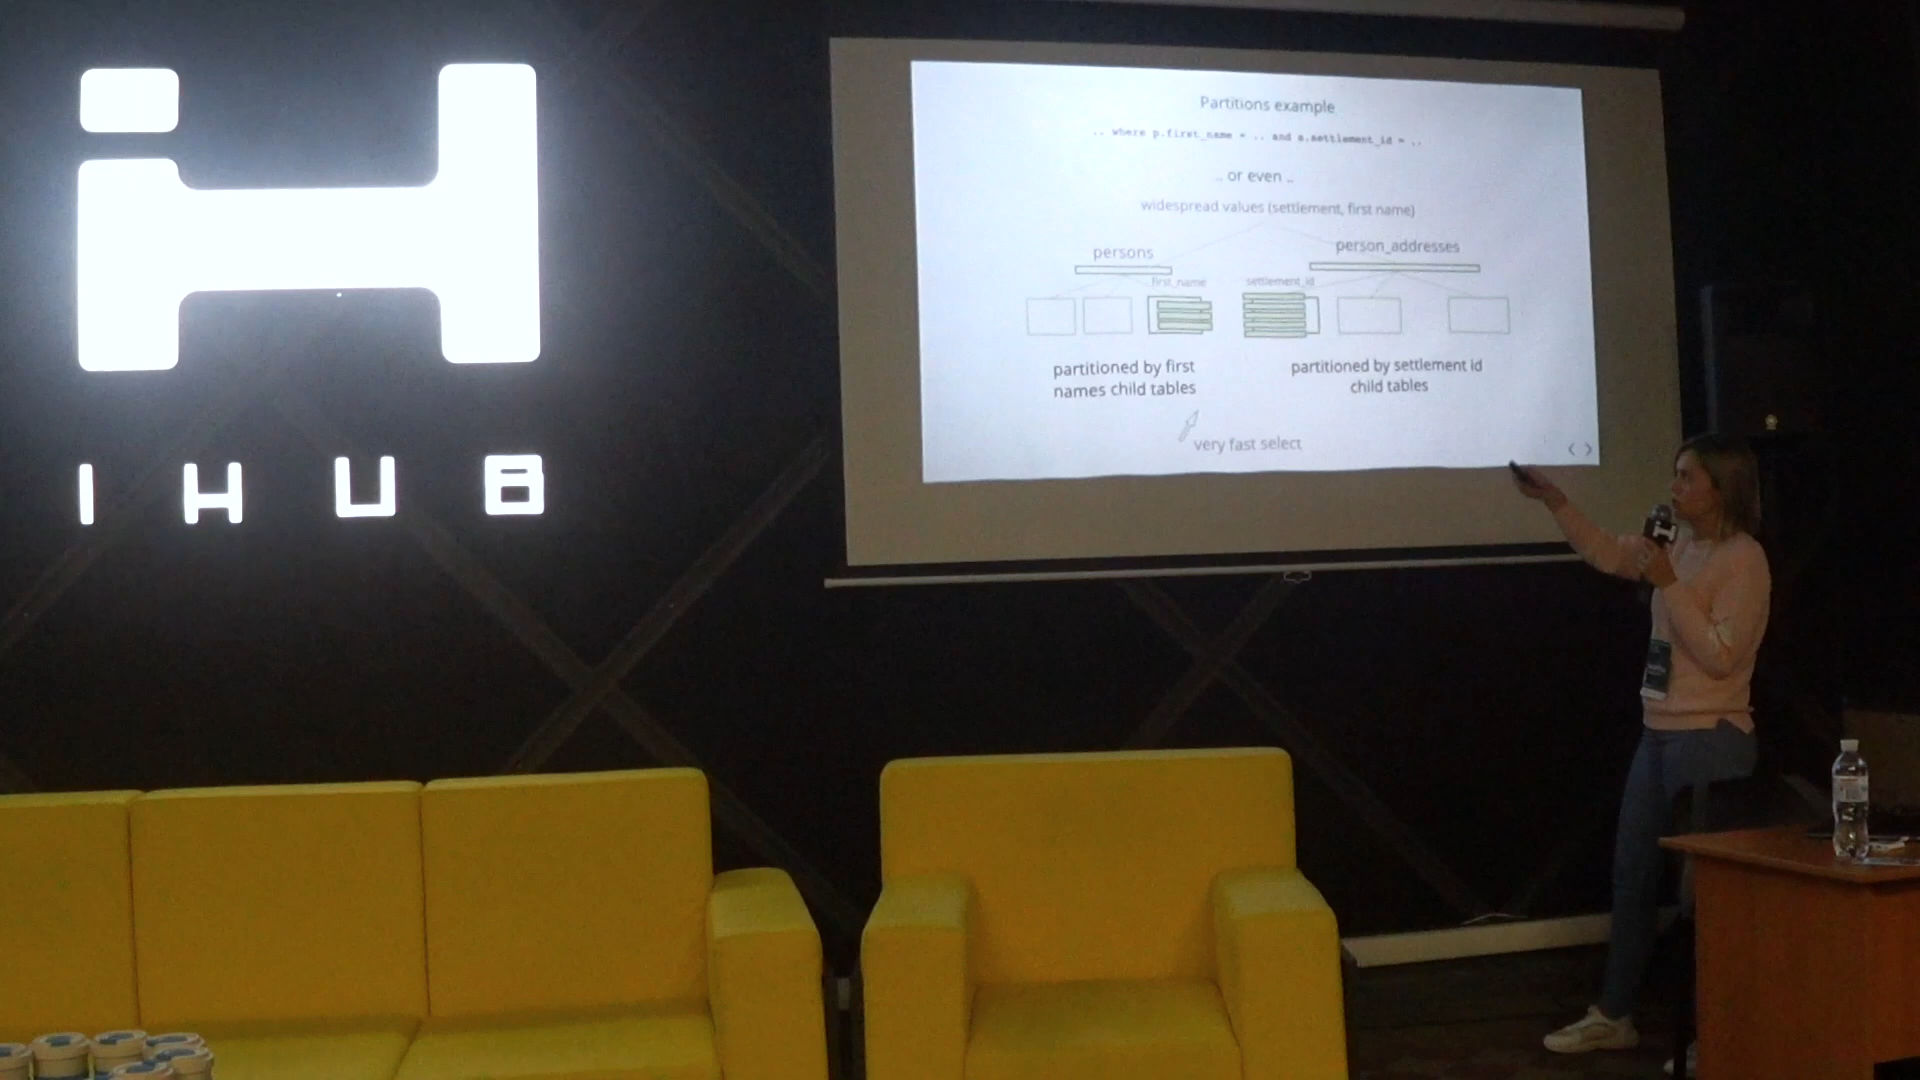 I H U B
Partitions example
.. where p.first_name = .. and a.settlement_id = ..
.. or even ..
widespread values (settlement, first name)
persons
person_addresses
first_name
settlement_id
partitioned by first
names child tables
partitioned by settlement id
child tables
very fast select